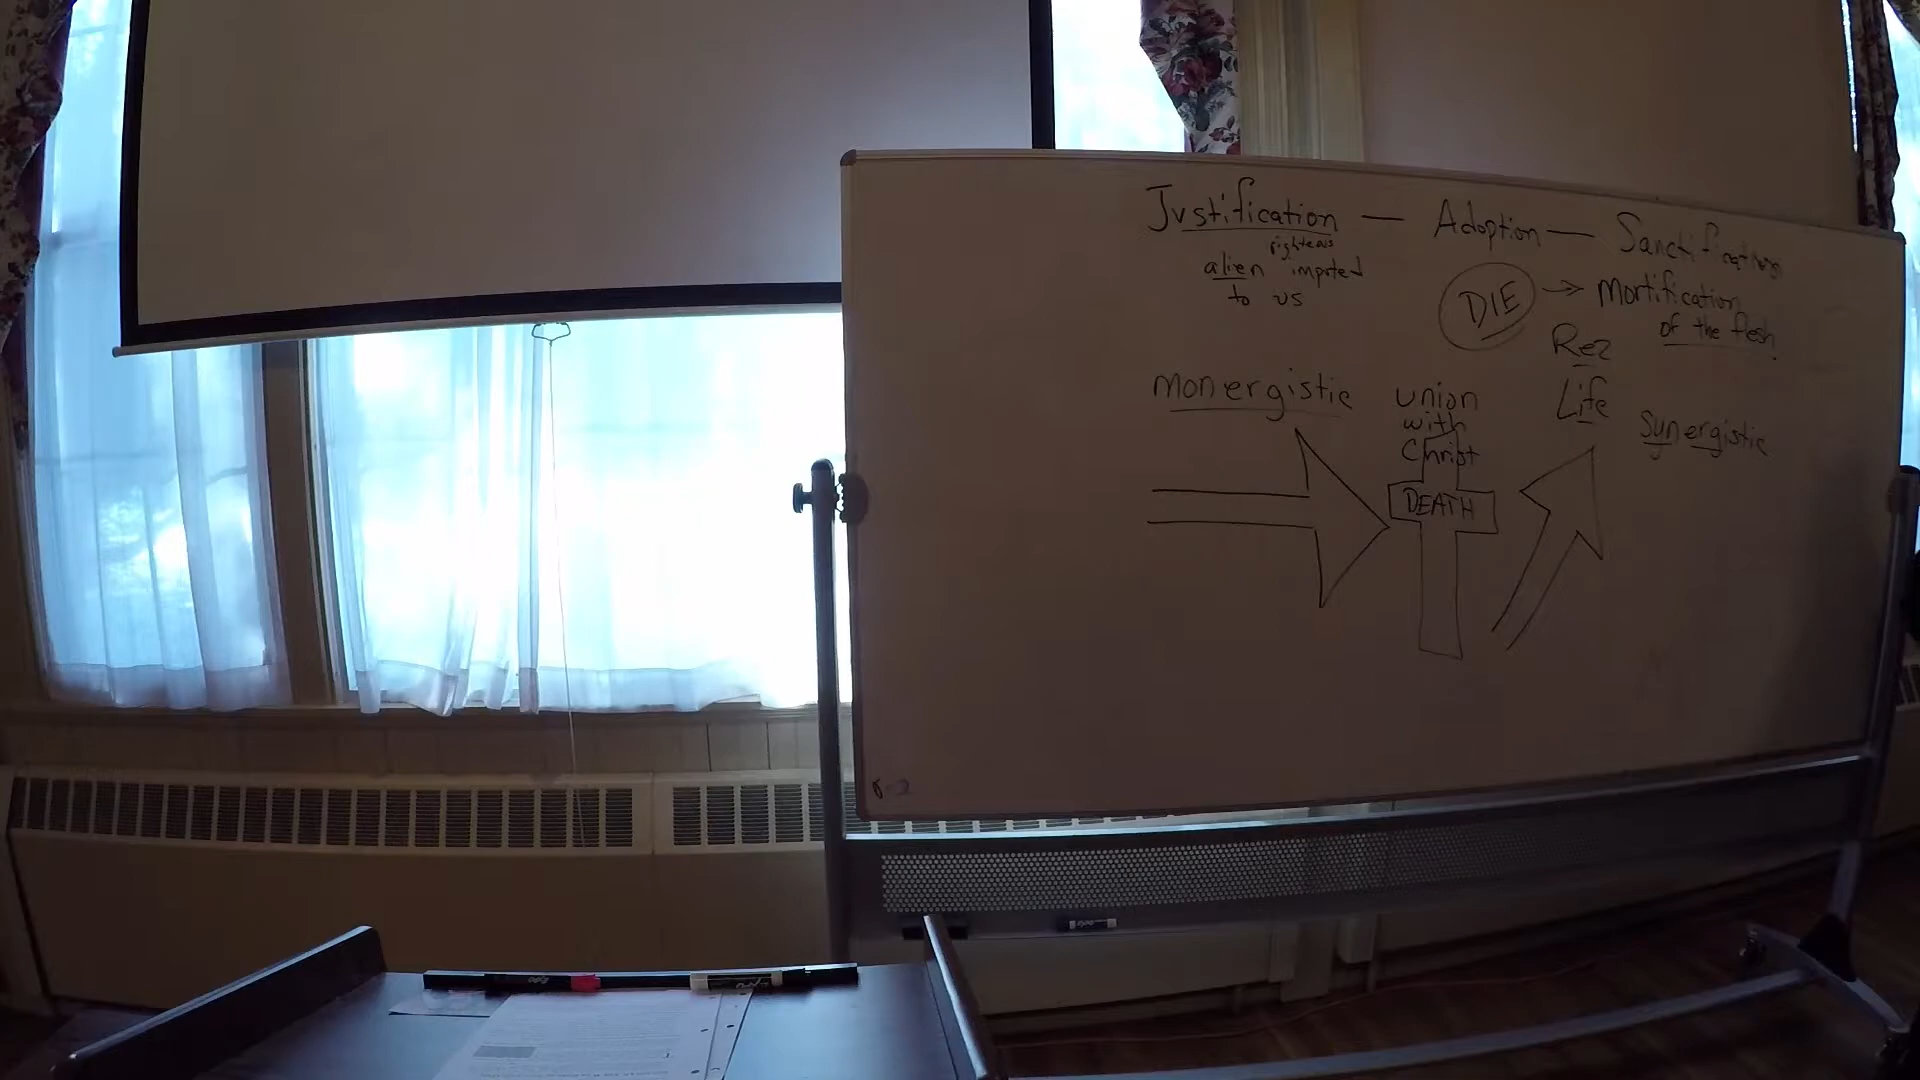 Justification — Adoption — Sanctification
righteous
alien imputed
to us
DIE → Mortification
of the flesh.
Rez
Life
monergistic
union
with
Christ
DEATH
Synergistic